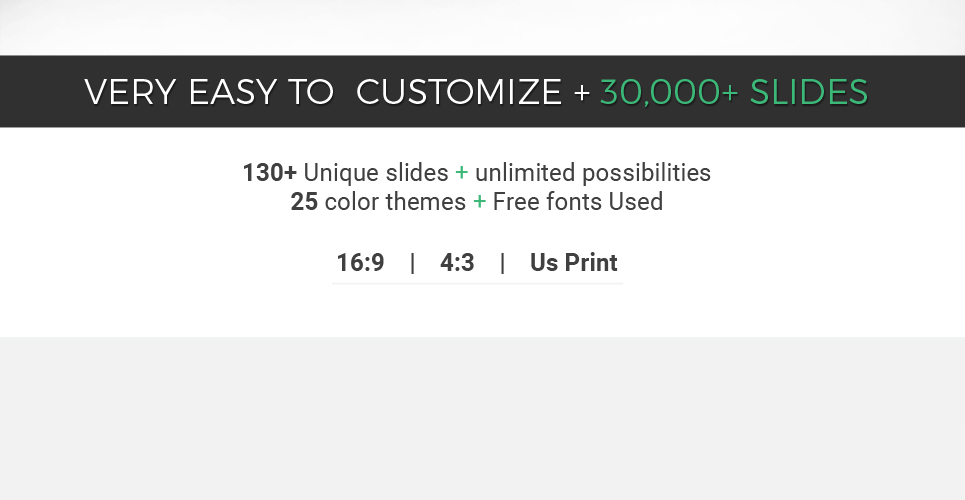 VERY EASY TO CUSTOMIZE + 30,000+ SLIDES
130+ Unique slides + unlimited possibilities
25 color themes + Free fonts Used
16:9 | 4:3 | Us Print